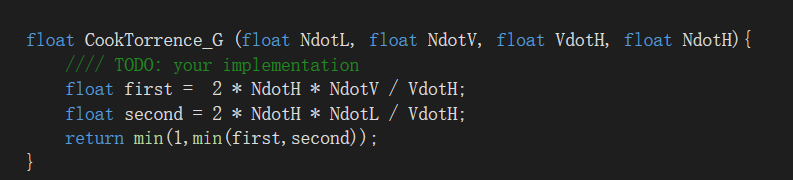 float CookTorrence_G (float NdotL, float NdotV, float VdotH, float NdotH){
//// TODO: your implementation
float first =  2 * NdotH * NdotV / VdotH;
float second = 2 * NdotH * NdotL / VdotH;
return min(1,min(first,second));
}